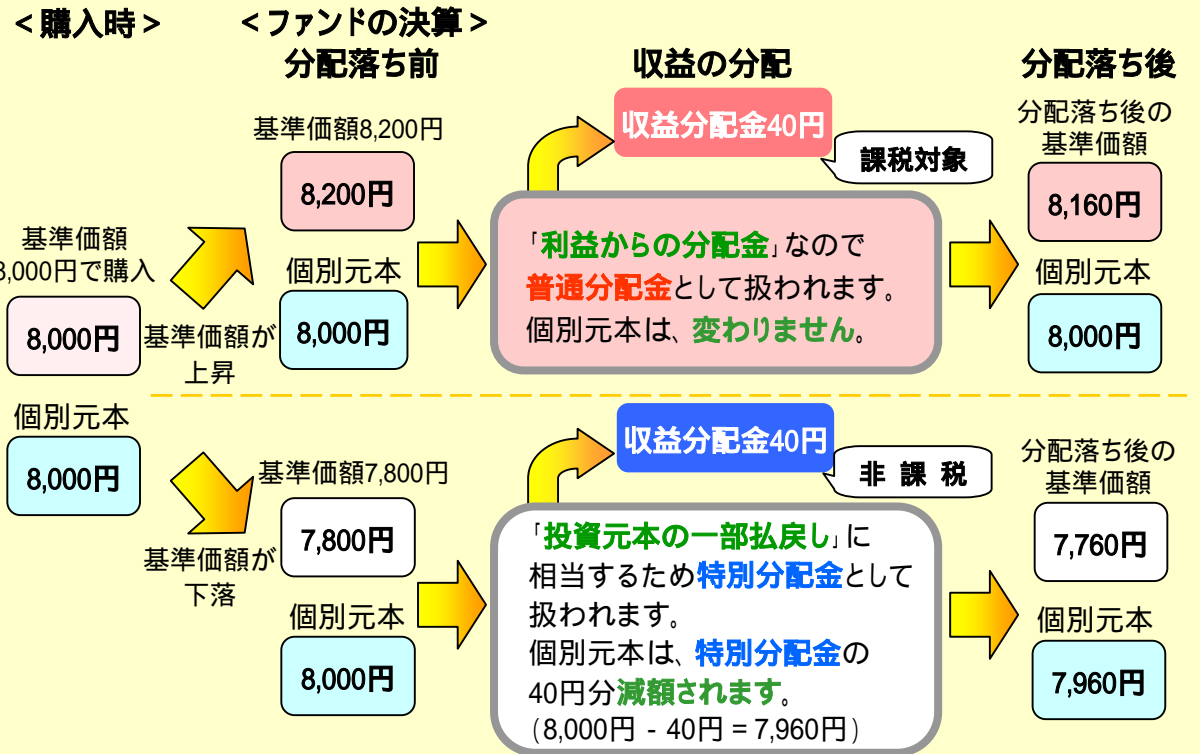 ＜購入時＞
＜ファンドの決算＞
分配落ち前
収益の分配
分配落ち後
基準価額
8,000円で購入
8,000円
個別元本
8,000円
基準価額が
上昇
基準価額8,200円
8,200円
個別元本
8,000円
収益分配金40円
課税対象
「利益からの分配金」なので
普通分配金として扱われます。
個別元本は、変わりません。
分配落ち後の
基準価額
8,160円
個別元本
8,000円
基準価額が
下落
基準価額7,800円
7,800円
個別元本
8,000円
収益分配金40円
非 課 税
「投資元本の一部払戻し」に
相当するため特別分配金として
扱われます。
個別元本は、特別分配金の
40円分減額されます。
（8,000円 - 40円 = 7,960円）
分配落ち後の
基準価額
7,760円
個別元本
7,960円